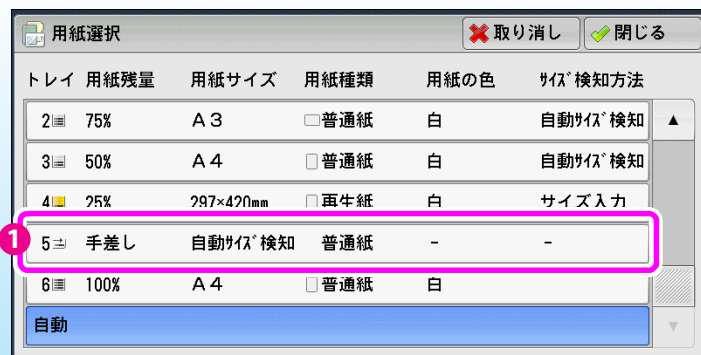 用紙選択 取り消し 閉じる
トレイ 用紙残量 用紙サイズ 用紙種類 用紙の色 ｻｲｽﾞ検知方法
2 75% A3 普通紙 白 自動ｻｲｽﾞ検知
3 50% A4 普通紙 白 自動ｻｲｽﾞ検知
4 25% 297×420mm 再生紙 白 サイズ入力
1 5 手差し 自動ｻｲｽﾞ検知 普通紙 - -
6 100% A4 普通紙 白
自動